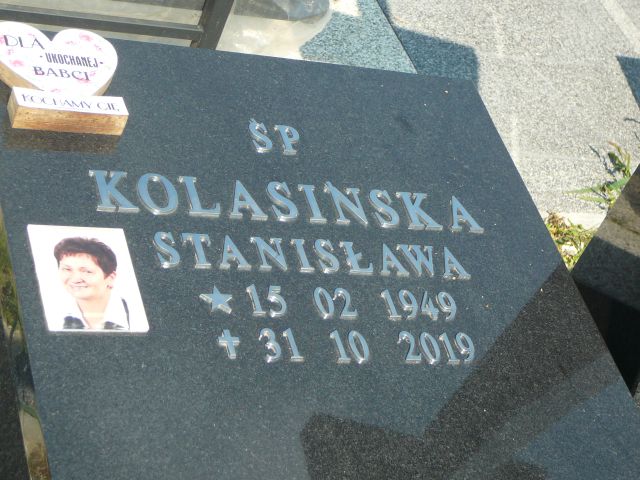 DLA
UKOCHANEJ
BABCI
KOCHAMY CIĘ
ŚP
KOLASIŃSKA
STANISŁAWA
★ 15 02 1949
✝ 31 10 2019